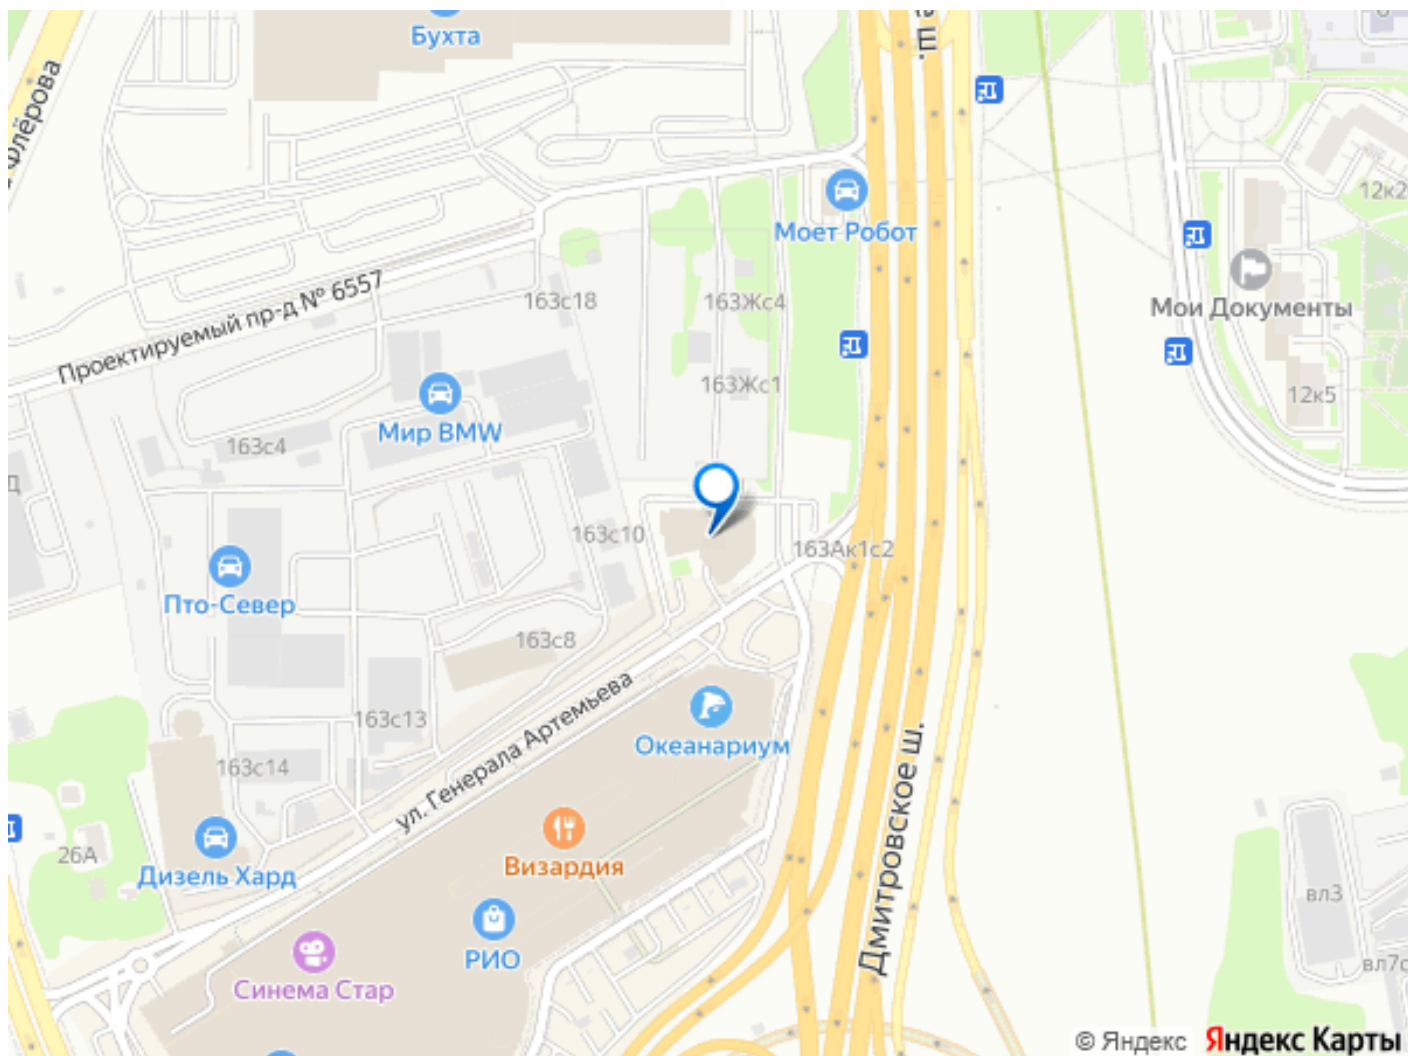 Бухта
Флёрова
ш.
Моет Робот
12к2
Проектируемый пр-д № 6557
163с18
163Жс4
Мои Документы
163Жс1
12к5
Мир BMW
163с4
Д
163с10
163Ак1с2
Пто-Север
163с8
163с13
Океанариум
163с14
ул. Генерала Артемьева
Дмитровское ш.
26А
Дизель Хард
Визардия
вл3
РИО
вл7с
Синема Стар
© Яндекс
Яндекс Карты